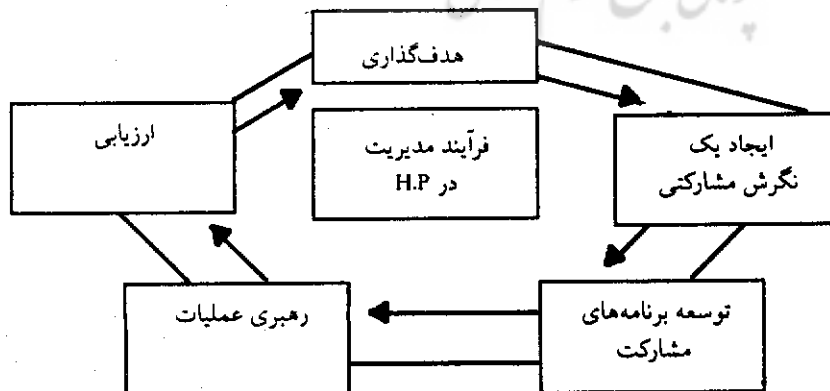 هدف‌گذاری
ارزیابی
فرآیند مدیریت
در H.P
ایجاد یک
نگرش مشارکتی
رهبری عملیات
توسعه برنامه‌های
مشارکت